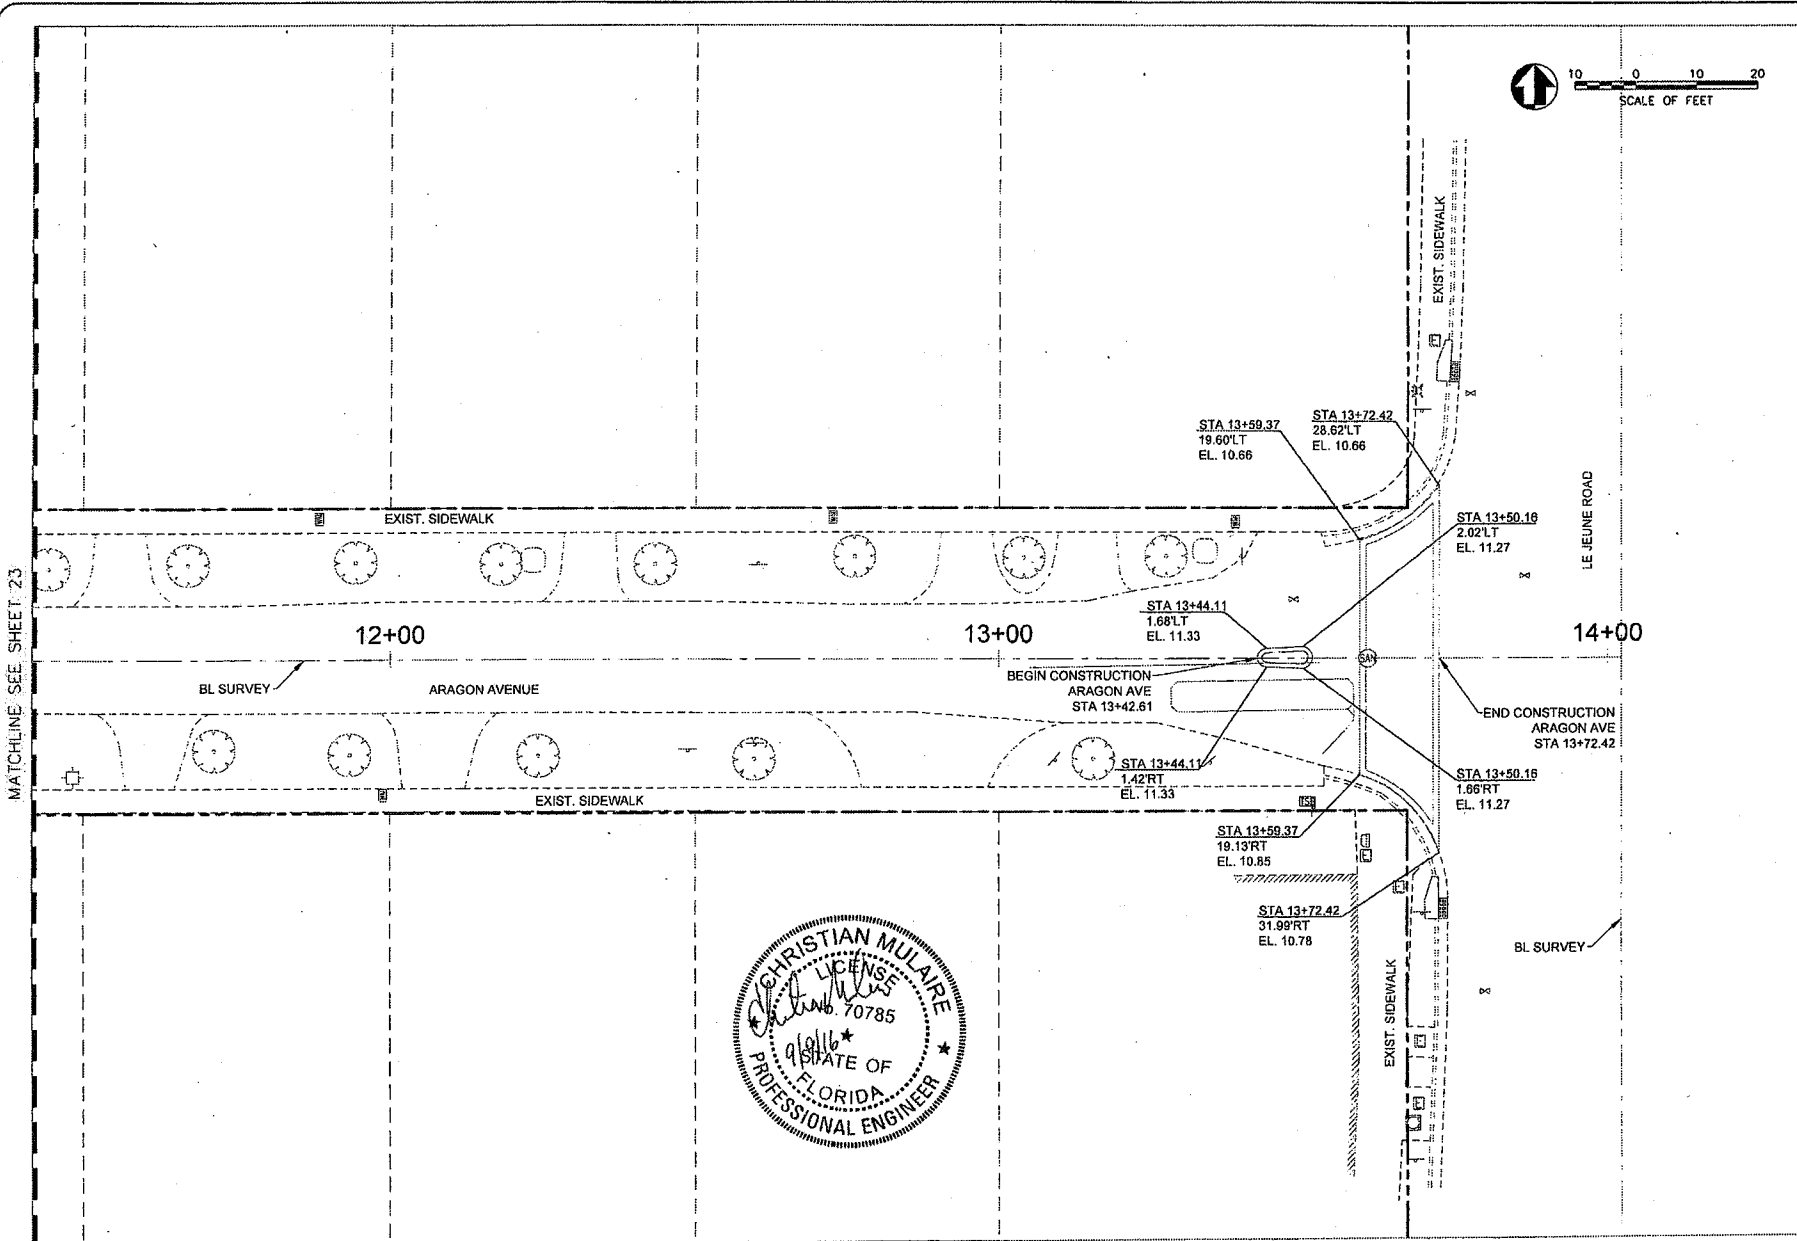 10 0 10 20
SCALE OF FEET
EXIST. SIDEWALK
STA 13+59.37
19.60'LT
EL. 10.66
STA 13+72.42
28.62'LT
EL. 10.66
LE JEUNE ROAD
EXIST. SIDEWALK
STA 13+50.16
2.02'LT
EL. 11.27
MATCHLINE SEE SHEET 23
STA 13+44.11
1.68'LT
EL. 11.33
12+00
13+00
14+00
SAN
BL SURVEY
ARAGON AVENUE
BEGIN CONSTRUCTION
ARAGON AVE
STA 13+42.61
END CONSTRUCTION
ARAGON AVE
STA 13+72.42
STA 13+44.11
1.42'RT
EL. 11.33
STA 13+50.16
1.66'RT
EL. 11.27
EXIST. SIDEWALK
STA 13+59.37
19.13'RT
EL. 10.85
STA 13+72.42
31.99'RT
EL. 10.78
BL SURVEY
EXIST. SIDEWALK
CHRISTIAN MULAIRE
LICENSE
No. 70785
9/9/16
STATE OF
FLORIDA
PROFESSIONAL ENGINEER